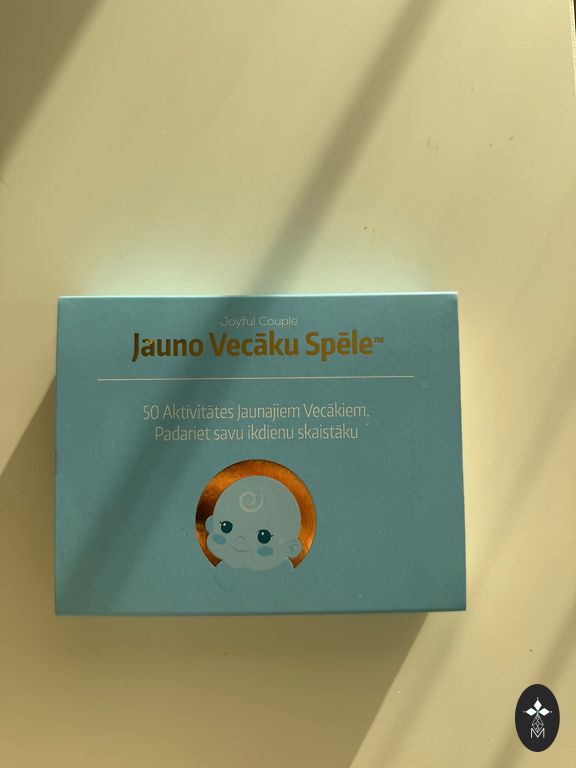 Joyful Couple
Jauno Vecāku Spēle™
50 Aktivitātes Jaunajiem Vecākiem.
Padariet savu ikdienu skaistāku
M